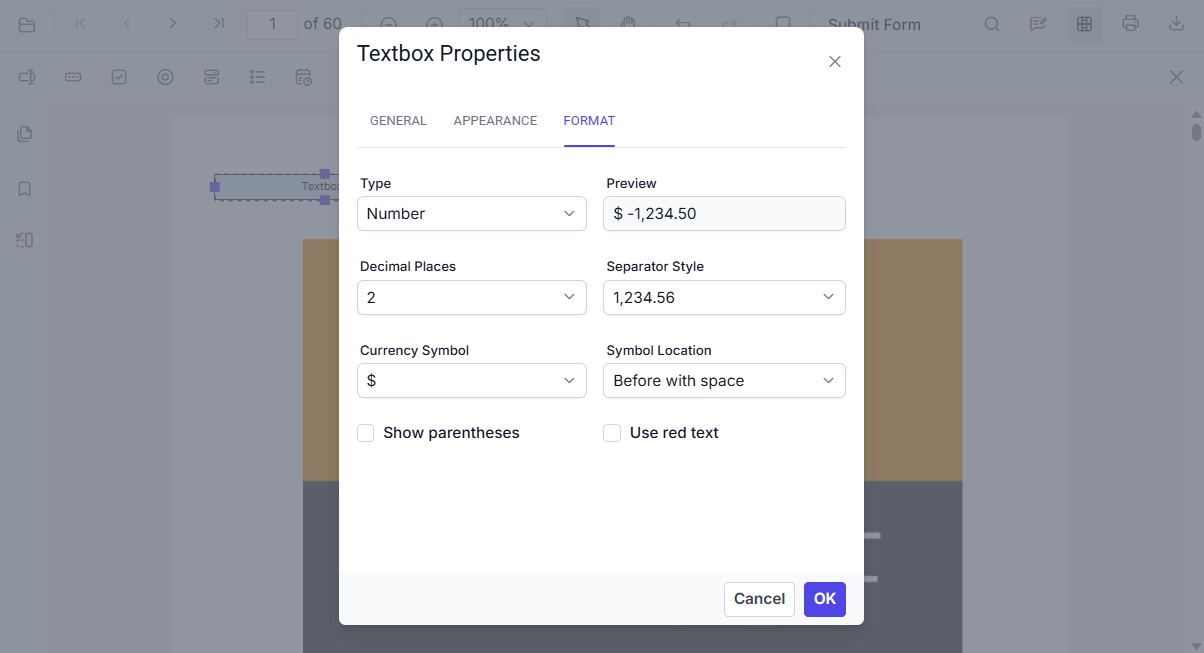 1 of 60 100% Submit Form
Textbox Properties
GENERAL APPEARANCE FORMAT
Textbox
Type Preview
Number $ -1,234.50
Decimal Places Separator Style
2 1,234.56
Currency Symbol Symbol Location
$ Before with space
Show parentheses Use red text
Cancel OK